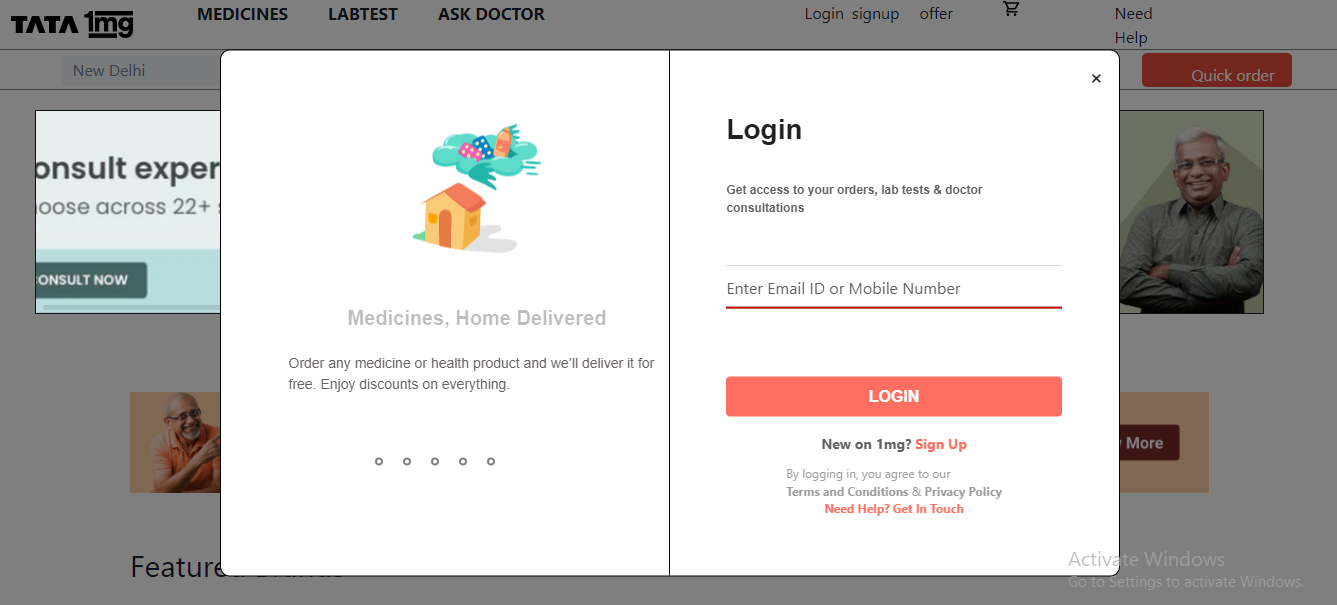 TATA 1mg
MEDICINES
LABTEST
ASK DOCTOR
Login signup
offer
Need
Help
New Delhi
Quick order
onsult exper
oose across 22+
ONSULT NOW
Medicines, Home Delivered
Order any medicine or health product and we'll deliver it for
free. Enjoy discounts on everything.
×
Login
Get access to your orders, lab tests & doctor
consultations
Enter Email ID or Mobile Number
LOGIN
New on 1mg? Sign Up
By logging in, you agree to our
Terms and Conditions & Privacy Policy
Need Help? Get In Touch
More
Featured Brands
Activate Windows
Go to Settings to activate Windows.